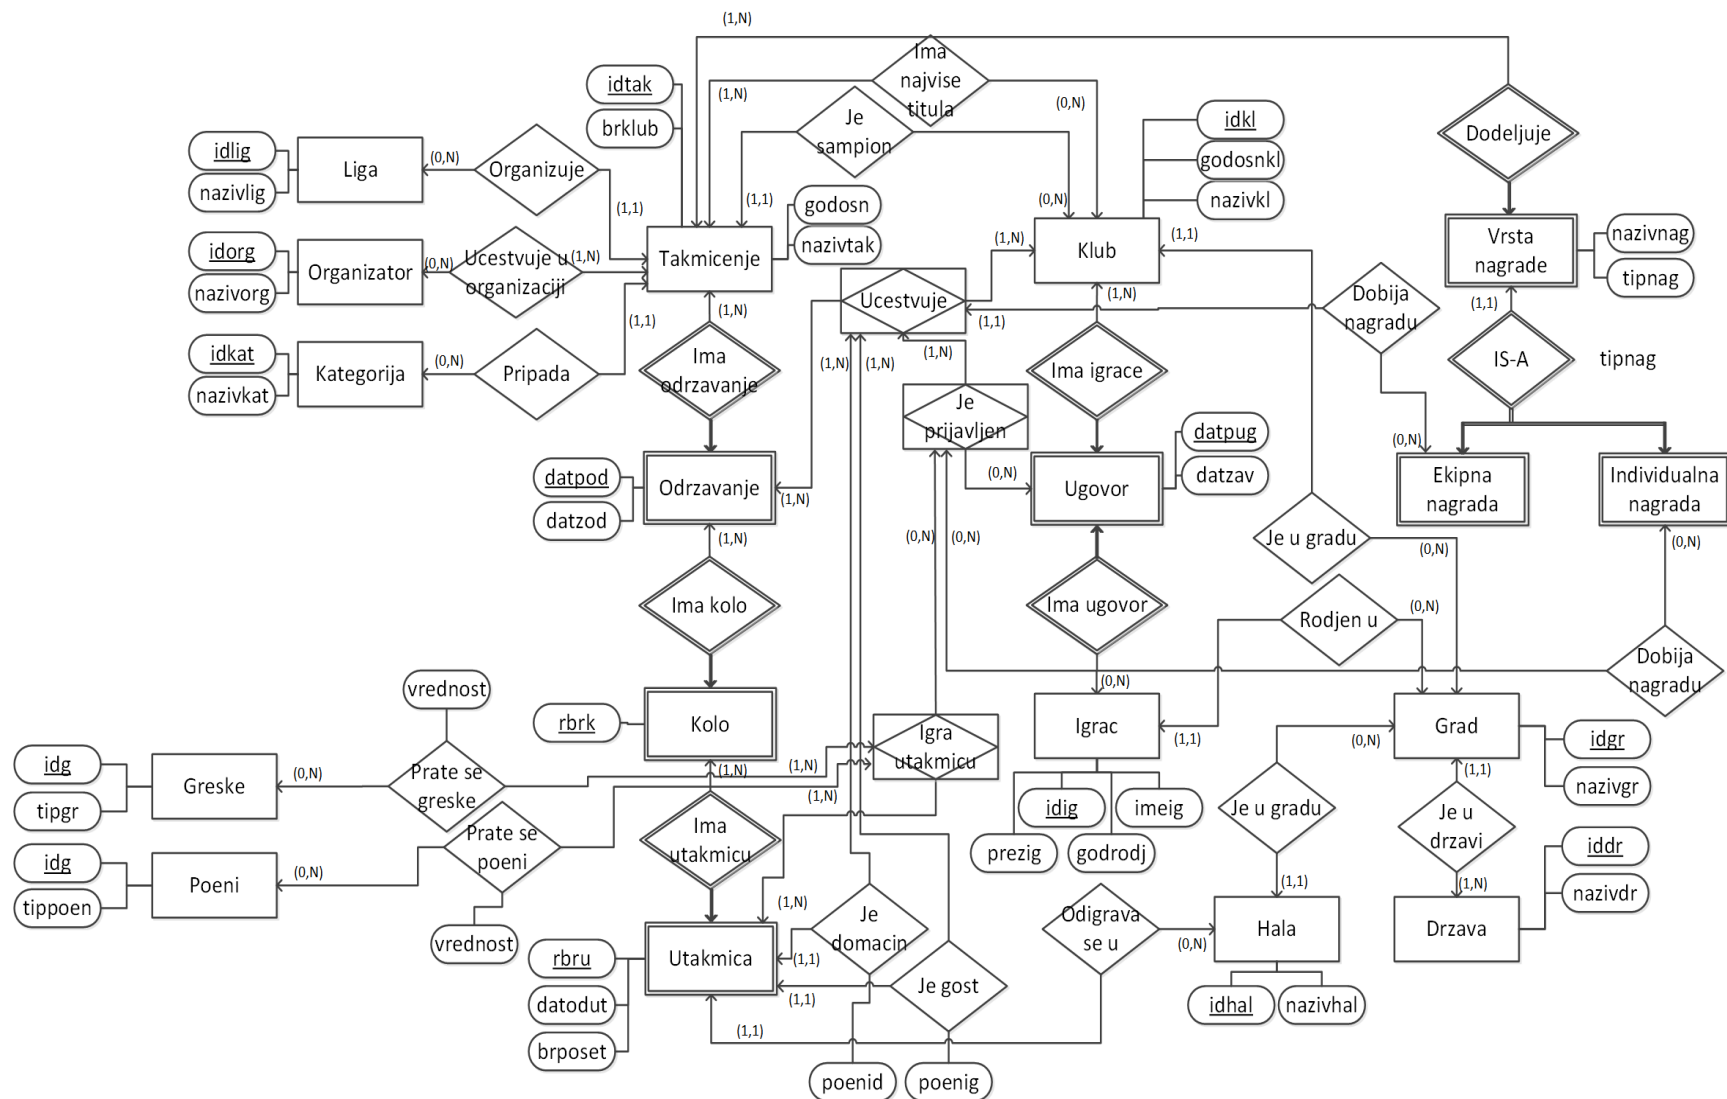 (1,N)
Ima
najvise
titula
idtak
(1,N)
(0,N)
brklub
Je
sampion
idkl
godosnkl
nazivkl
Dodeljuje
idlig
nazivlig
Liga
(0,N)
Organizuje
(1,1)
(1,1)
(0,N)
godosn
nazivtak
idorg
nazivorg
Organizator
(0,N)
Ucestvuje u
organizaciji
(1,N)
Takmicenje
Klub
(1,N)
(1,1)
Vrsta
nagrade
nazivnag
tipnag
Ucestvuje
(1,1)
(1,N)
Dobija
nagradu
(1,1)
idkat
nazivkat
Kategorija
(0,N)
Pripada
(1,1)
(1,N)
Ima
odrzavanje
(1,N)
(1,N)
(1,N)
Ima igrace
IS-A
tipnag
Je
prijavljen
datpod
datzod
Odrzavanje
(1,N)
(0,N)
Ugovor
datpug
datzav
(0,N)
Ekipna
nagrada
Individualna
nagrada
(1,N)
(0,N)
(0,N)
Je u gradu
(0,N)
(0,N)
Ima kolo
Ima ugovor
Rodjen u
(0,N)
Dobija
nagradu
vrednost
(0,N)
rbrk
Kolo
Igra
utakmicu
Igrac
(1,1)
Grad
(0,N)
idgr
nazivgr
idg
tipgr
Greske
(0,N)
Prate se
greske
(1,N)
(1,N)
(1,N)
(1,1)
prezig
idig
godrodj
imeig
Je u gradu
Je u
drzavi
idg
tippoen
Poeni
(0,N)
Prate se
poeni
Ima
utakmicu
vrednost
(1,N)
(1,1)
(1,N)
iddr
nazivdr
rbru
datodut
brposet
Utakmica
(1,1)
Je
domacin
(1,1)
Je gost
Odigrava
se u
(0,N)
Hala
Drzava
idhal
nazivhal
(1,1)
poenid
poenig